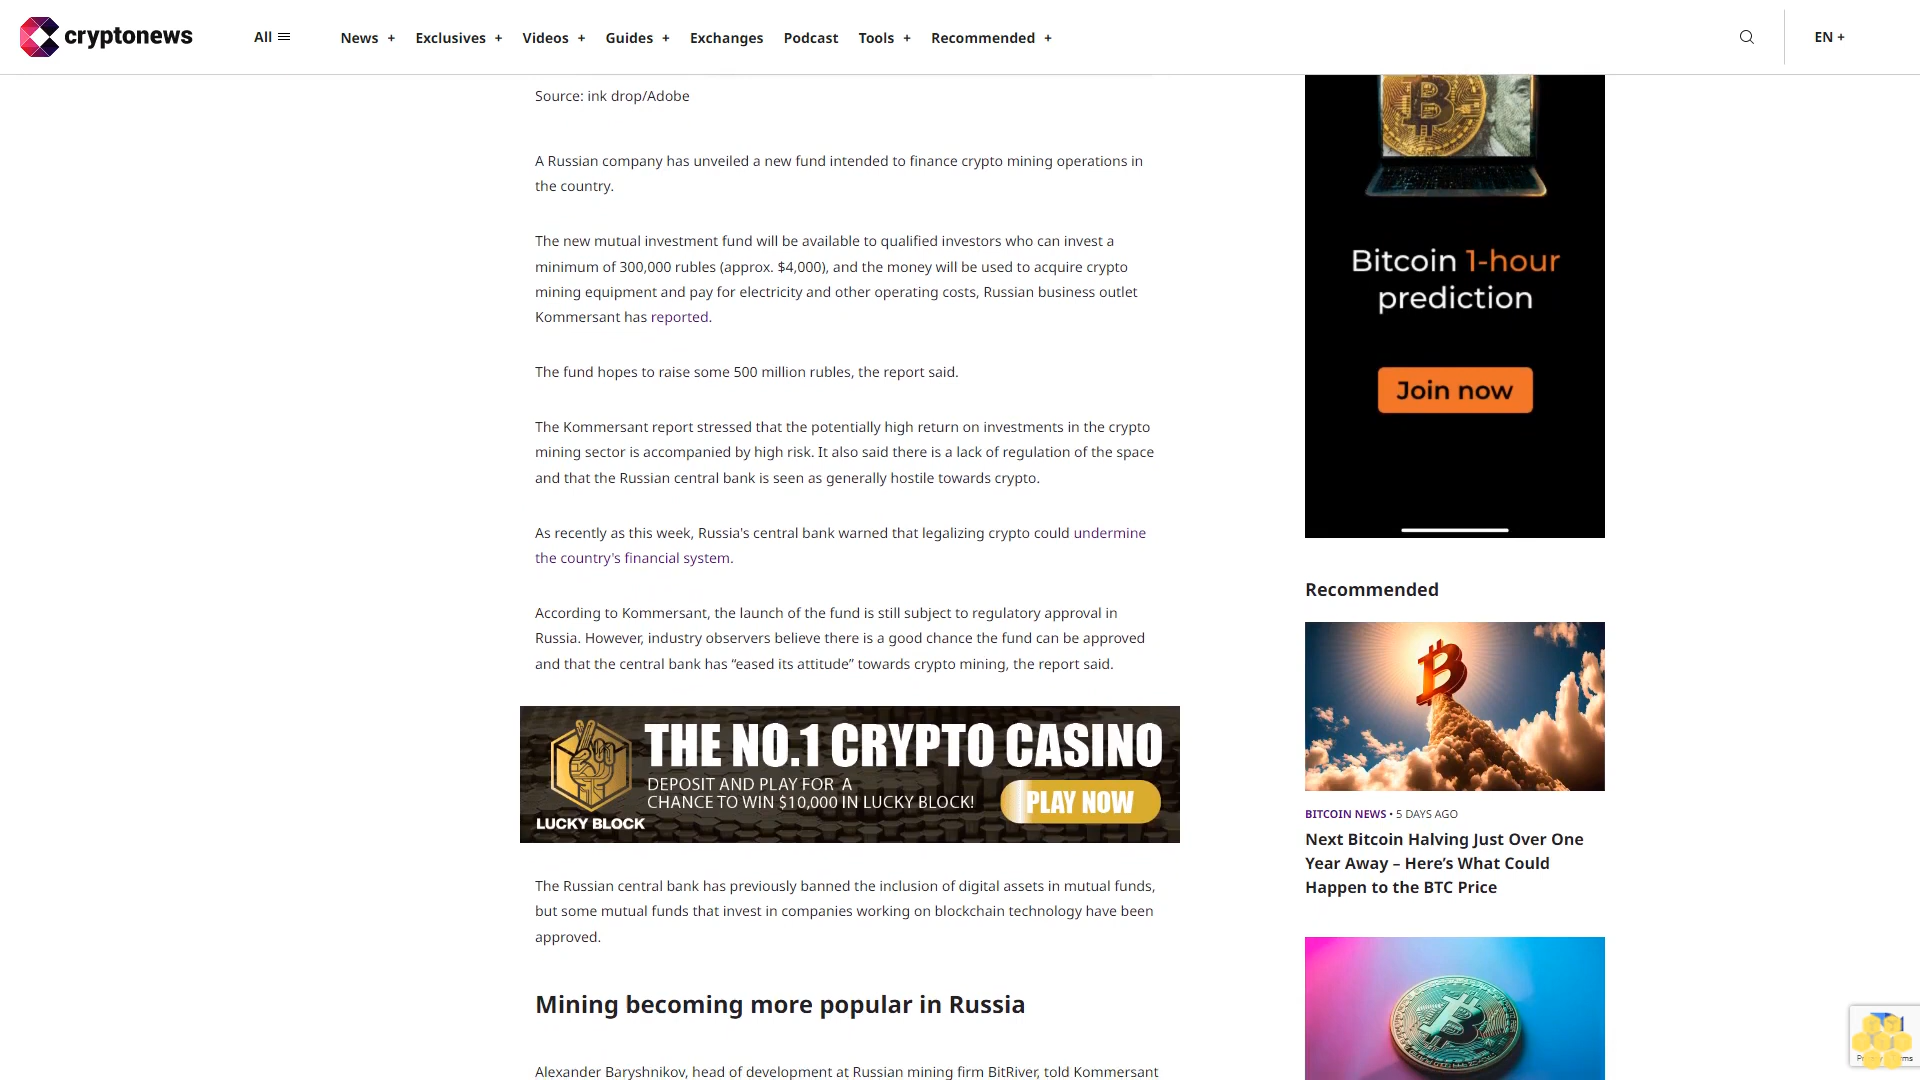 cryptonews
All
News +
Exclusives +
Videos +
Guides +
Exchanges
Podcast
Tools +
Recommended +
EN +
Source: ink drop/Adobe
A Russian company has unveiled a new fund intended to finance crypto mining operations in
the country.
The new mutual investment fund will be available to qualified investors who can invest a
minimum of 300,000 rubles (approx. $4,000), and the money will be used to acquire crypto
mining equipment and pay for electricity and other operating costs, Russian business outlet
Kommersant has reported.
The fund hopes to raise some 500 million rubles, the report said.
The Kommersant report stressed that the potentially high return on investments in the crypto
mining sector is accompanied by high risk. It also said there is a lack of regulation of the space
and that the Russian central bank is seen as generally hostile towards crypto.
As recently as this week, Russia's central bank warned that legalizing crypto could undermine
the country's financial system.
According to Kommersant, the launch of the fund is still subject to regulatory approval in
Russia. However, industry observers believe there is a good chance the fund can be approved
and that the central bank has “eased its attitude” towards crypto mining, the report said.
THE NO.1 CRYPTO CASINO
DEPOSIT AND PLAY FOR A
CHANCE TO WIN $10,000 IN LUCKY BLOCK!
PLAY NOW
LUCKY BLOCK
The Russian central bank has previously banned the inclusion of digital assets in mutual funds,
but some mutual funds that invest in companies working on blockchain technology have been
approved.
Mining becoming more popular in Russia
Alexander Baryshnikov, head of development at Russian mining firm BitRiver, told Kommersant
Bitcoin 1-hour
prediction
Join now
Recommended
BITCOIN NEWS • 5 DAYS AGO
Next Bitcoin Halving Just Over One
Year Away – Here’s What Could
Happen to the BTC Price